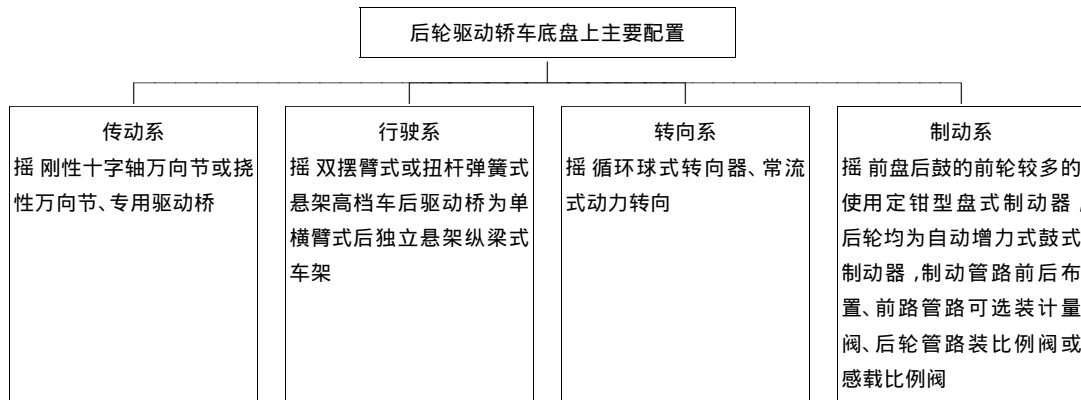 后轮驱动轿车底盘上主要配置
传动系
摇 刚性十字轴万向节或挠
性万向节、专用驱动桥
行驶系
摇 双摆臂式或扭杆弹簧式
悬架高档车后驱动桥为单
横臂式后独立悬架纵梁式
车架
转向系
摇 循环球式转向器、常流
式动力转向
制动系
摇 前盘后鼓的前轮较多的
使用定钳型盘式制动器,
后轮均为自动增力式鼓式
制动器,制动管路前后布
置、前路管路可选装计量
阀、后轮管路装比例阀或
感载比例阀